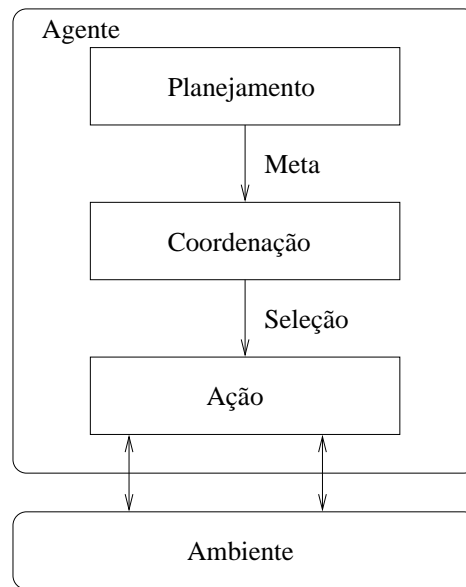 Agente
Planejamento
Meta
Coordenação
Seleção
Ação
Ambiente